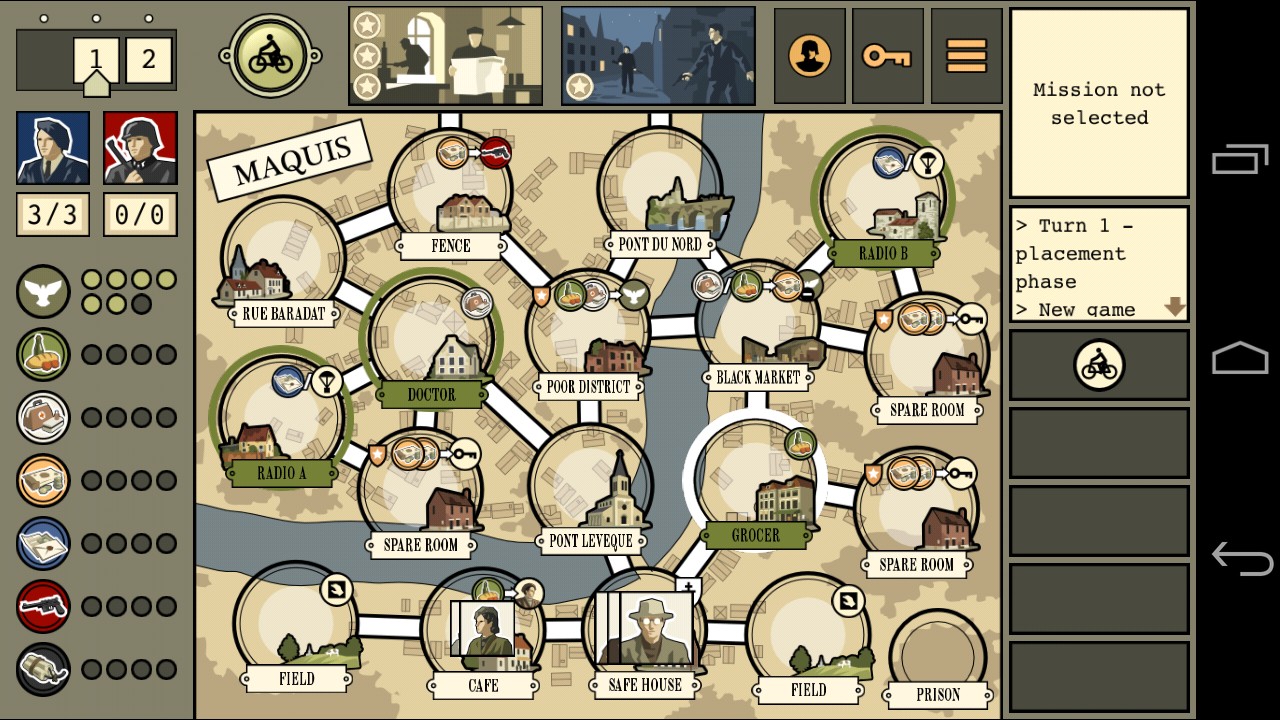 1 2
3/3 0/0
MAQUIS
FENCE
PONT DU NORD
RADIO B
RUE BARADAT
DOCTOR
POOR DISTRICT
BLACK MARKET
SPARE ROOM
RADIO A
SPARE ROOM
PONT LEVEQUE
GROCER
SPARE ROOM
FIELD
CAFE
SAFE HOUSE
FIELD
PRISON
Mission not
selected
> Turn 1 –
placement
phase
> New game